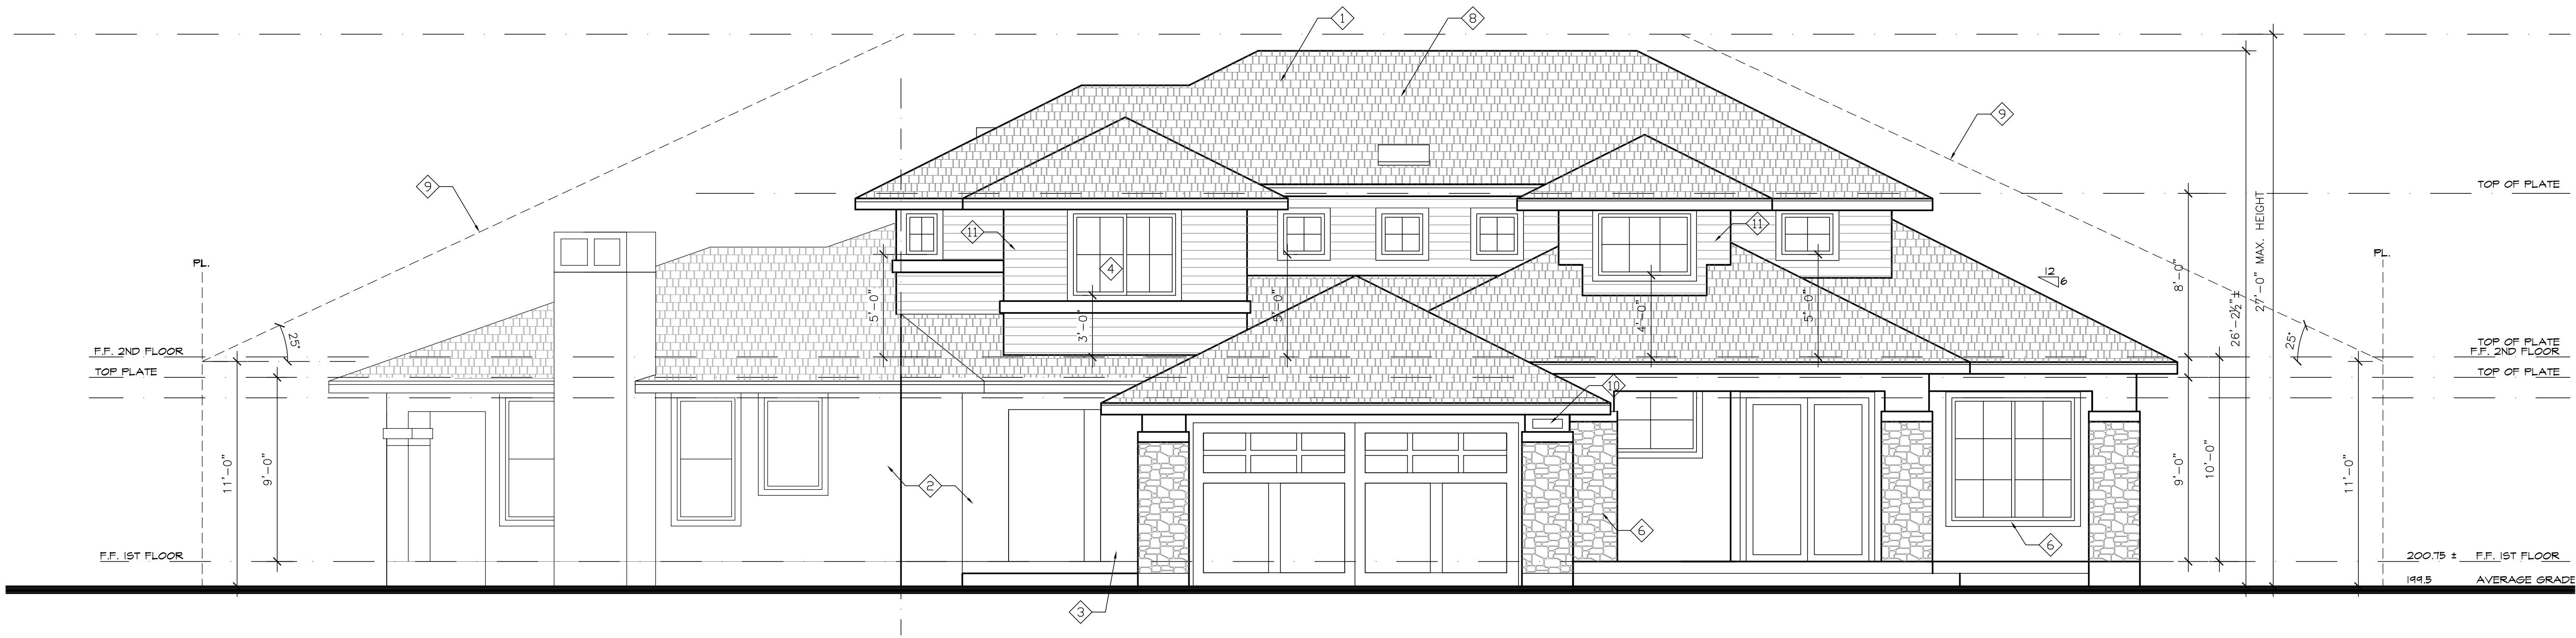 1
8
9
9
TOP OF PLATE
27'-0" MAX. HEIGHT
11
11
PL.
PL.
4
12
6
8'-0"
26'-2½" ±
5'-0"
3'-0"
5'-0"
4'-0"
5'-0"
25°
25°
F.F. 2ND FLOOR
TOP PLATE
TOP OF PLATE
F.F. 2ND FLOOR
TOP OF PLATE
10
11'-0"
9'-0"
9'-0"
10'-0"
11'-0"
2
6
6
F.F. 1ST FLOOR
200.75 ± F.F. 1ST FLOOR
199.5 AVERAGE GRADE
3